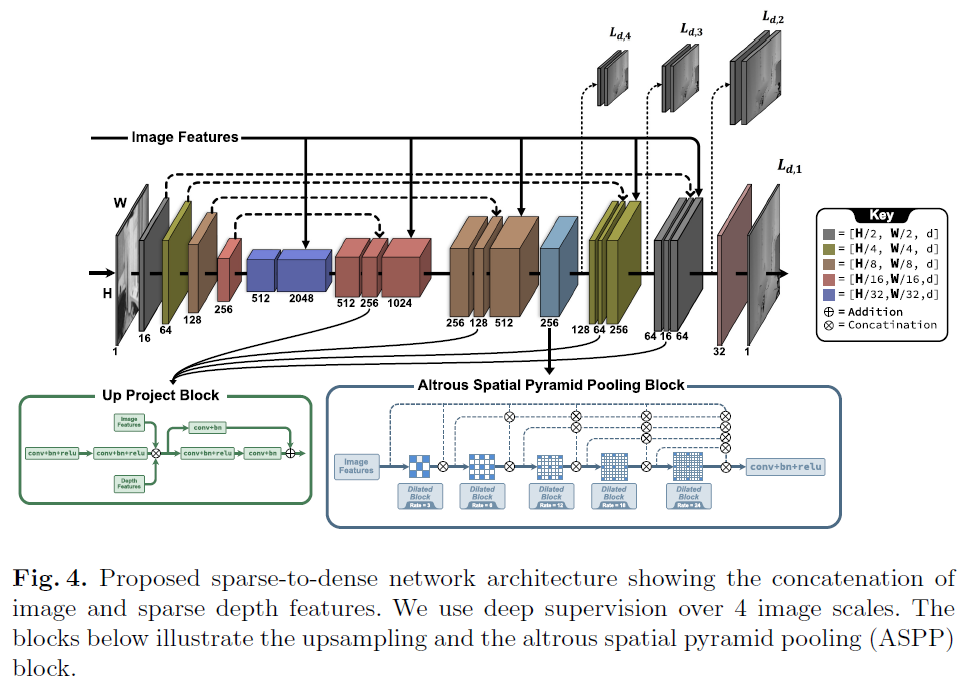 L_{d,4}
L_{d,3}
L_{d,2}
Image Features
L_{d,1}
W
H
1
16
64
128
256
512
2048
512
256
1024
256
128
512
256
128
64
256
64
16
64
32
1
Key
= [H/2, W/2, d]
= [H/4, W/4, d]
= [H/8, W/8, d]
= [H/16,W/16,d]
= [H/32,W/32,d]
⊕ = Addition
⊗ = Concatination
Up Project Block
Image
Features
conv+bn
conv+bn+relu
conv+bn+relu
conv+bn+relu
conv+bn
Depth
Features
Altrous Spatial Pyramid Pooling Block
Image
Features
conv+bn+relu
Dilated
Block
Rate = 3
Dilated
Block
Rate = 6
Dilated
Block
Rate = 12
Dilated
Block
Rate = 18
Dilated
Block
Rate = 24
Fig. 4. Proposed sparse-to-dense network architecture showing the concatenation of
image and sparse depth features. We use deep supervision over 4 image scales. The
blocks below illustrate the upsampling and the altrous spatial pyramid pooling (ASPP)
block.